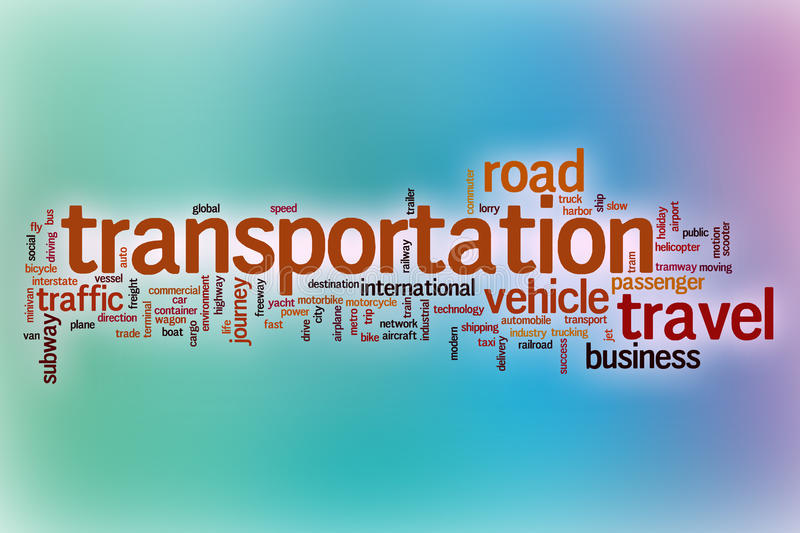 road
transportation
travel
vehicle
traffic
business
international
passenger
journey
subway
global
speed
trailer
commuter
lorry
truck
harbor
ship
slow
holiday
airport
public
motion
scooter
helicopter
tram
tramway
moving
railway
social
fly
driving
bus
auto
bicycle
interstate
vessel
freight
minivan
van
plane
direction
trade
terminal
commercial
car
container
wagon
boat
cargo
environment
highway
life
freeway
yacht
fast
power
motorbike
destination
drive
city
airplane
metro
trip
bike
motorcycle
train
network
aircraft
industrial
technology
modern
shipping
taxi
delivery
automobile
industry
railroad
transport
trucking
success
jet